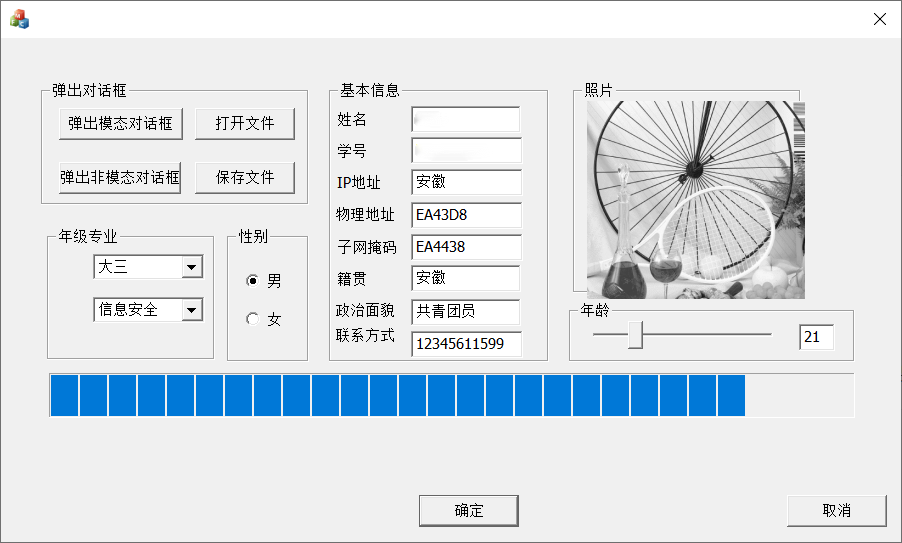 弹出对话框
弹出模态对话框
打开文件
弹出非模态对话框
保存文件
年级专业
大三
信息安全
性别
男
女
基本信息
姓名
学号
IP地址
安徽
物理地址
EA43D8
子网掩码
EA4438
籍贯
安徽
政治面貌
共青团员
联系方式
12345611599
照片
年龄
21
确定
取消